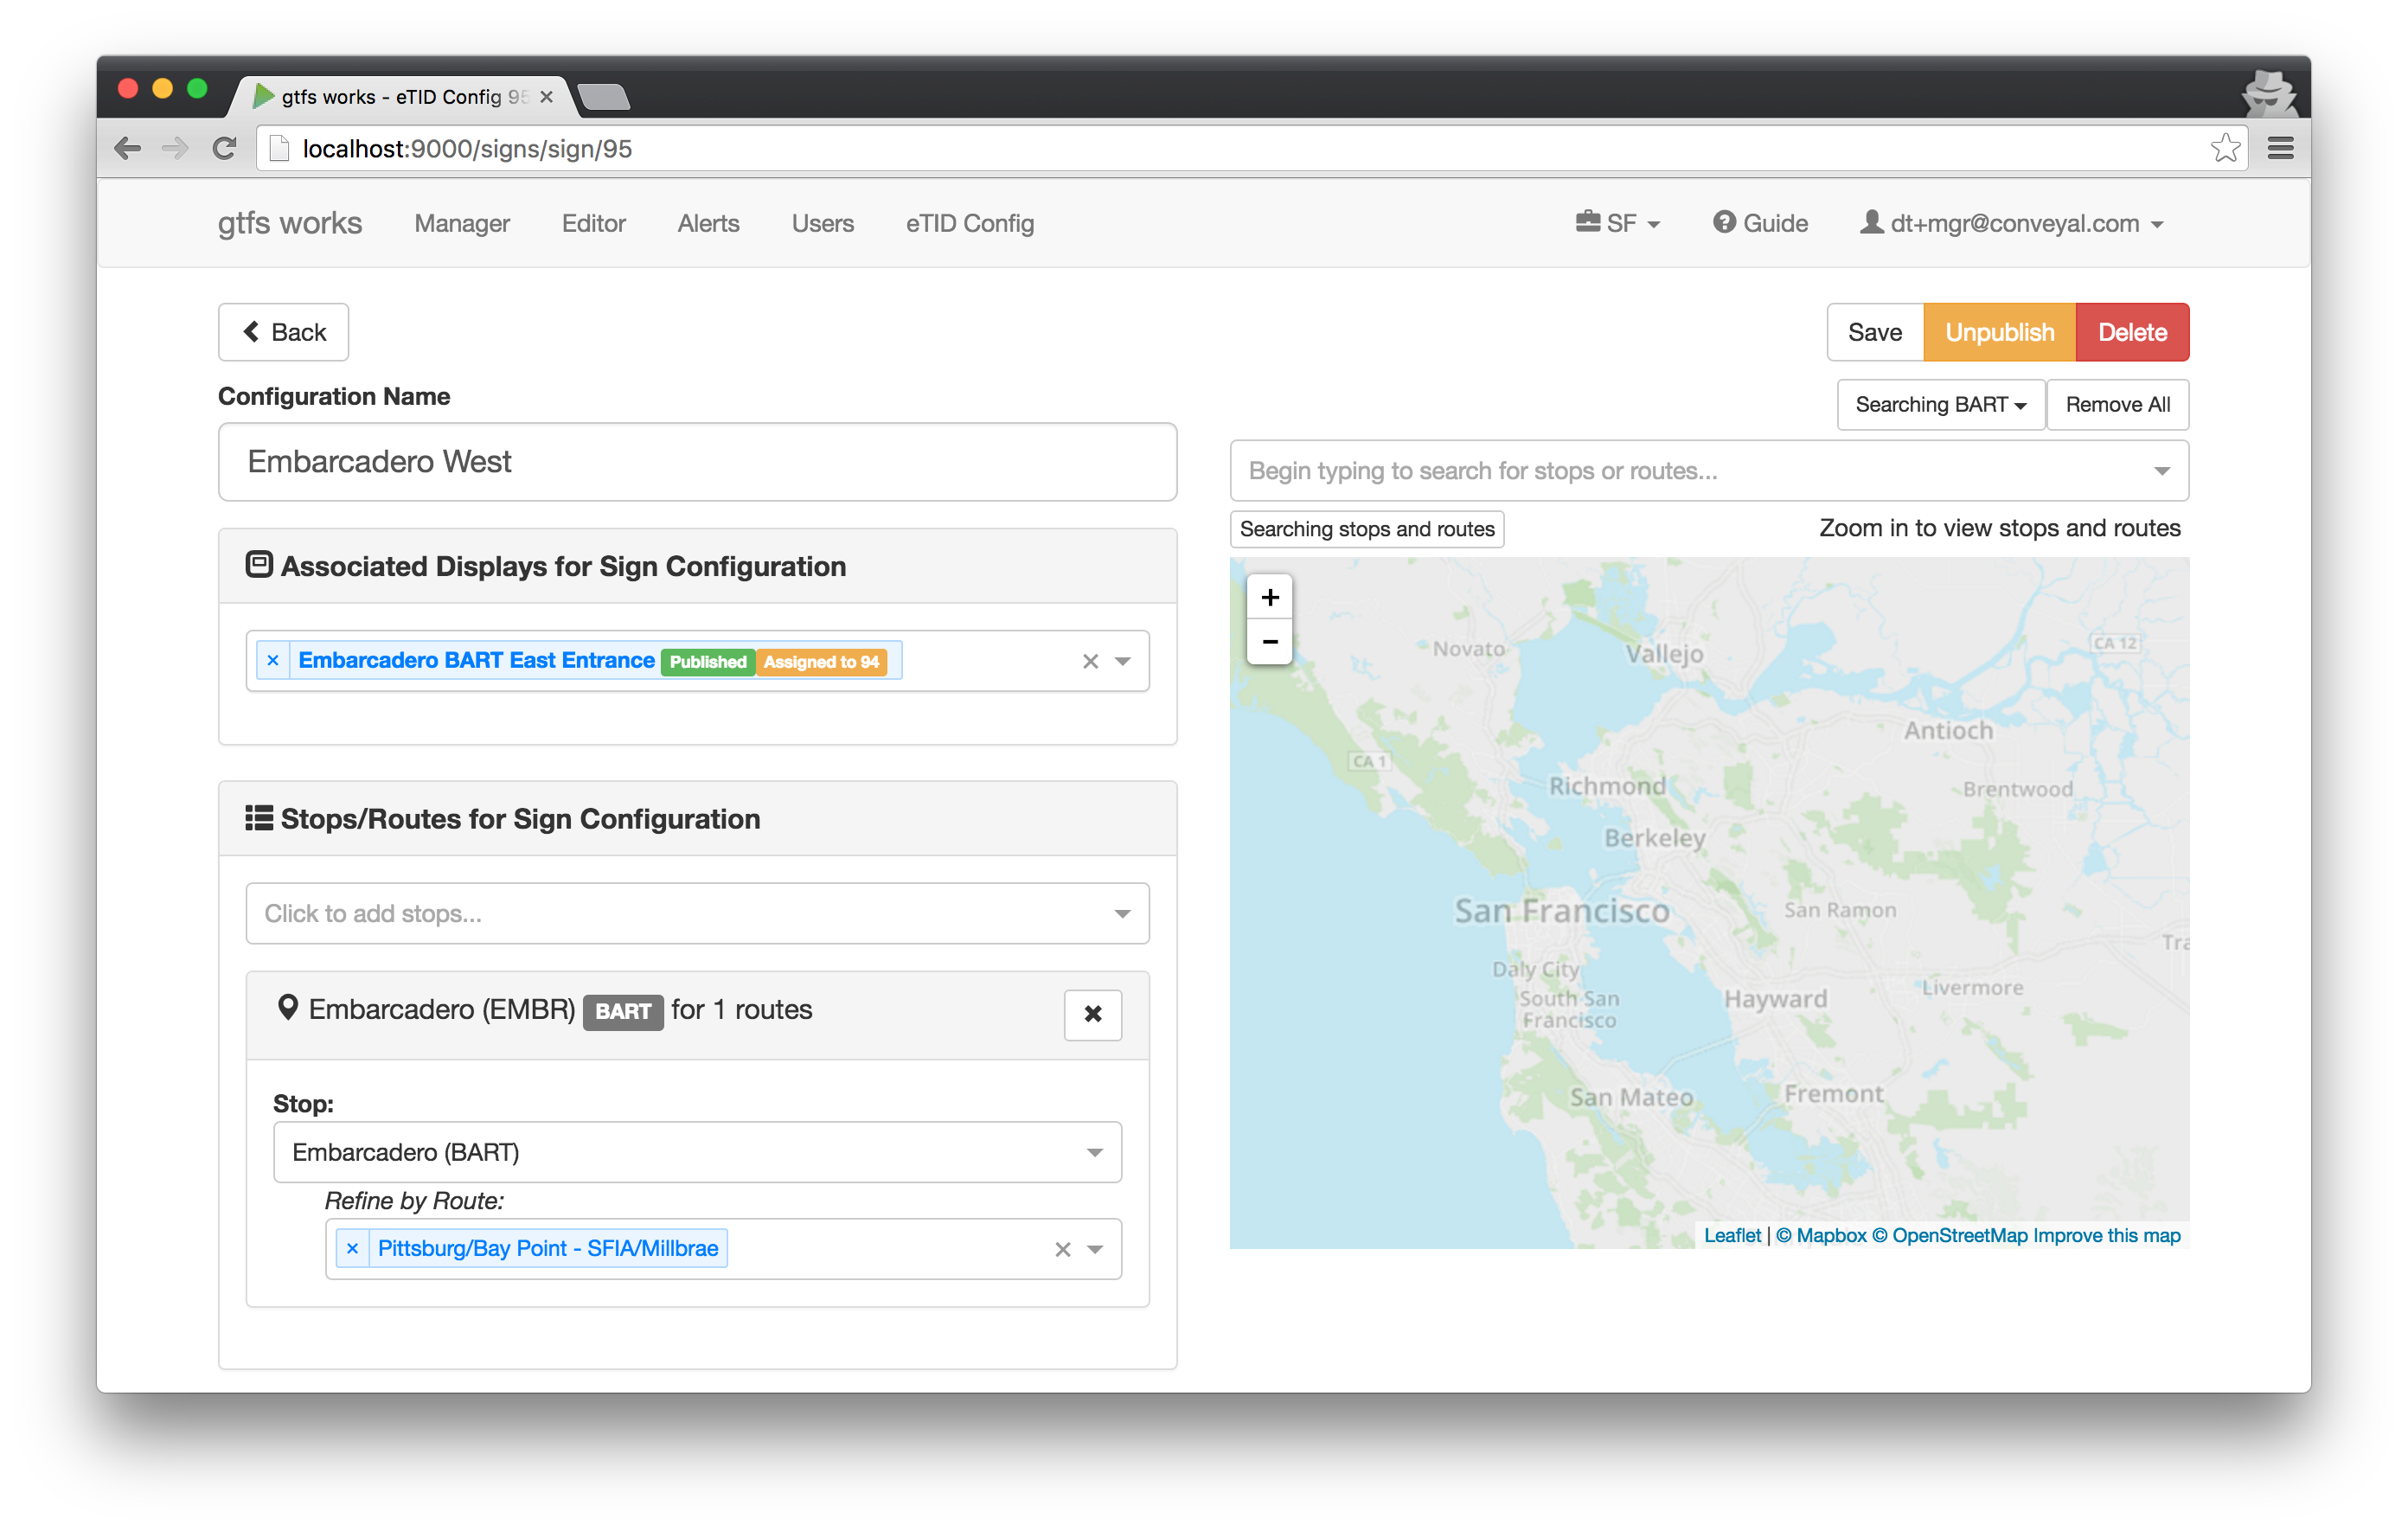 gtfs works - eTID Config 95
localhost:9000/signs/sign/95
gtfs works Manager Editor Alerts Users eTID Config SF Guide dt+mgr@conveyal.com
Back Save Unpublish Delete
Configuration Name
Embarcadero West
Searching BART Remove All
Begin typing to search for stops or routes...
Searching stops and routes Zoom in to view stops and routes
Associated Displays for Sign Configuration
× Embarcadero BART East Entrance Published Assigned to 94 ×
Stops/Routes for Sign Configuration
Click to add stops...
Embarcadero (EMBR) BART for 1 routes
Stop:
Embarcadero (BART)
Refine by Route:
× Pittsburg/Bay Point - SFIA/Millbrae ×
+
-
Novato
Vallejo
CA 12
Antioch
CA 1
Richmond
Brentwood
Berkeley
San Francisco
San Ramon
Daly City
South San
Francisco
Hayward
Livermore
San Mateo
Fremont
Leaflet | © Mapbox © OpenStreetMap Improve this map